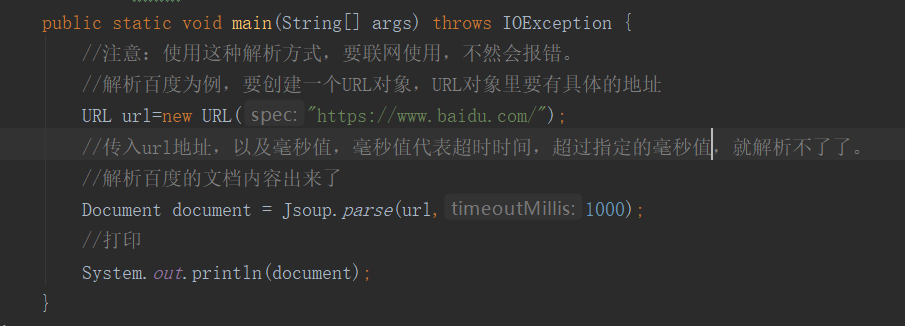 public static void main(String[] args) throws IOException {
//注意：使用这种解析方式，要联网使用，不然会报错。
//解析百度为例，要创建一个URL对象，URL对象里要有具体的地址
URL url=new URL( spec: "https://www.baidu.com/");
//传入url地址，以及毫秒值，毫秒值代表超时时间，超过指定的毫秒值，就解析不了了。
//解析百度的文档内容出来了
Document document = Jsoup.parse(url, timeoutMillis: 1000);
//打印
System.out.println(document);
}